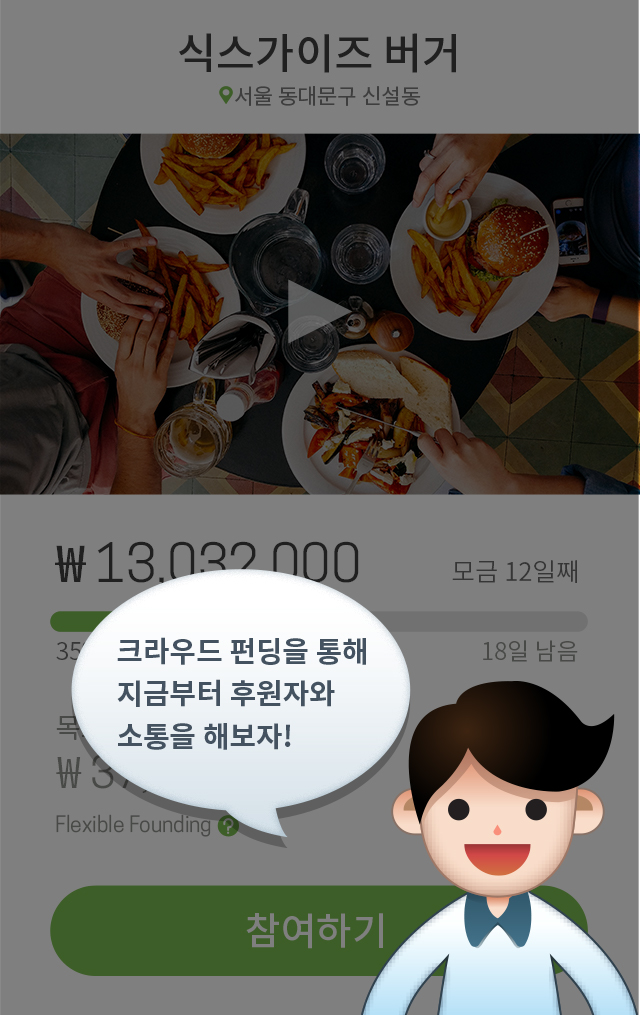 식스가이즈 버거
서울 동대문구 신설동
₩ 13,032,000
모금 12일째
18일 남음
크라우드 펀딩을 통해
지금부터 후원자와
소통을 해보자!
Flexible Founding ?
참여하기